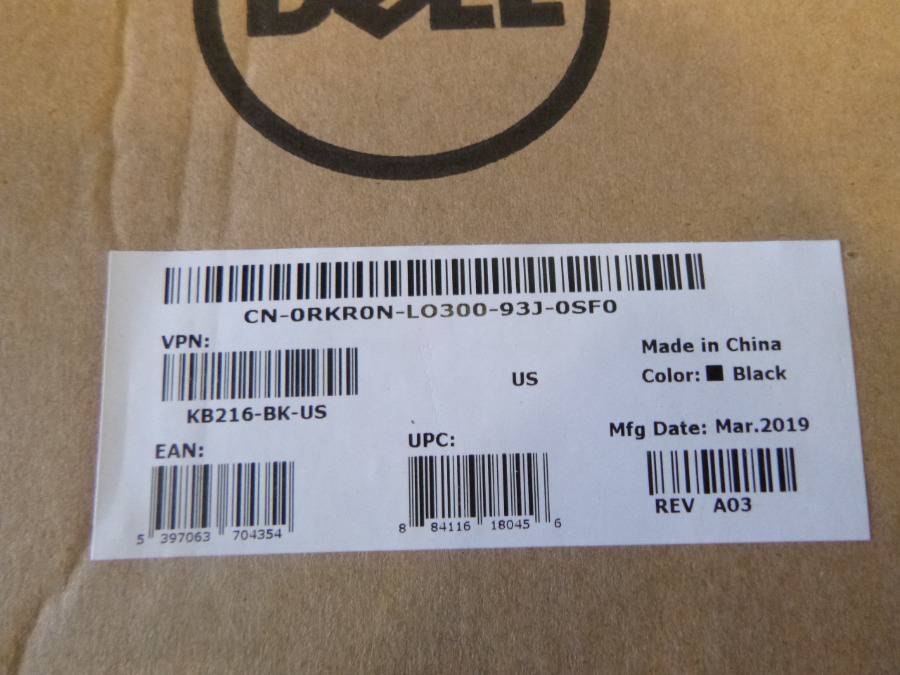 DELL
CN-0RKR0N-LO300-93J-0SF0
VPN:
KB216-BK-US
US
Made in China
Color: Black
EAN:
5 397063 704354
UPC:
8 84116 18045 6
Mfg Date: Mar.2019
REV A03